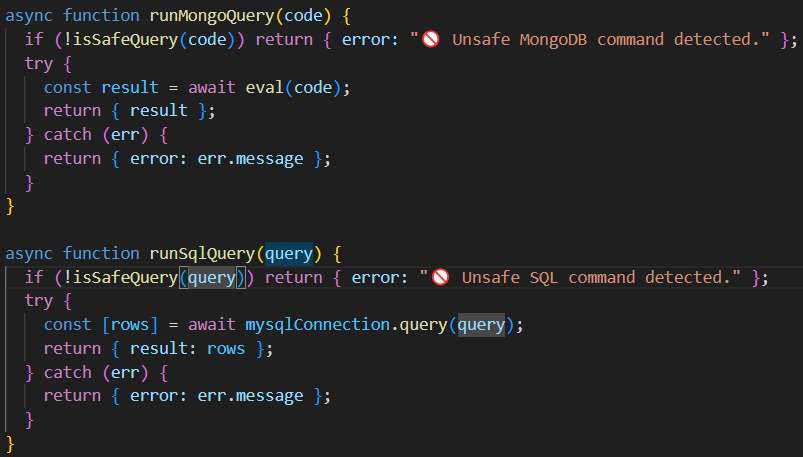 async function runMongoQuery(code) {
if (!isSafeQuery(code)) return { error: "🚫 Unsafe MongoDB command detected." };
try {
const result = await eval(code);
return { result };
} catch (err) {
return { error: err.message };
}
}
async function runSqlQuery(query) {
if (!isSafeQuery(query)) return { error: "🚫 Unsafe SQL command detected." };
try {
const [rows] = await mysqlConnection.query(query);
return { result: rows };
} catch (err) {
return { error: err.message };
}
}